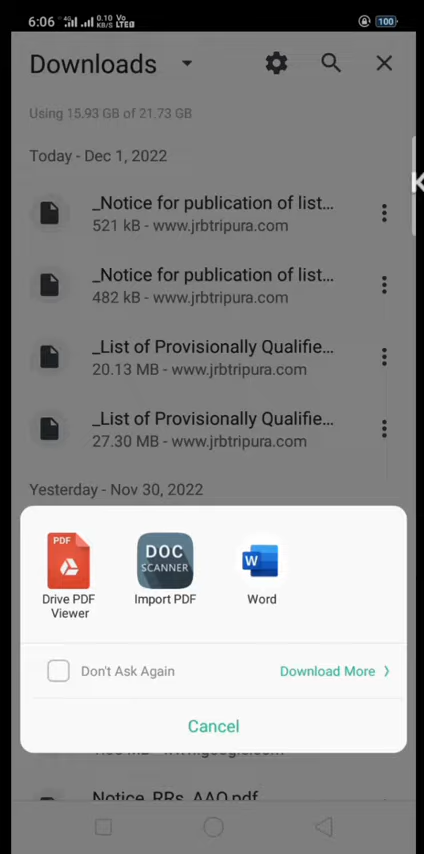 6:06 4G 0.10 KB/S Vo LTE 100
Downloads
Using 15.93 GB of 21.73 GB
Today - Dec 1, 2022
_Notice for publication of list...
521 kB - www.jrbtripura.com
_Notice for publication of list...
482 kB - www.jrbtripura.com
_List of Provisionally Qualifie...
20.13 MB - www.jrbtripura.com
_List of Provisionally Qualifie...
27.30 MB - www.jrbtripura.com
Yesterday - Nov 30, 2022
PDF
DOC
SCANNER
W
Drive PDF
Viewer
Import PDF
Word
Don't Ask Again
Download More
Cancel
Notice_RRs_AAO.pdf